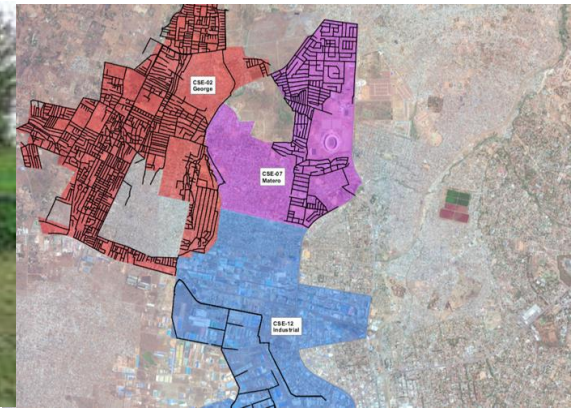 CSE-02
George
CSE-07
Matero
CSE-12
Industrial